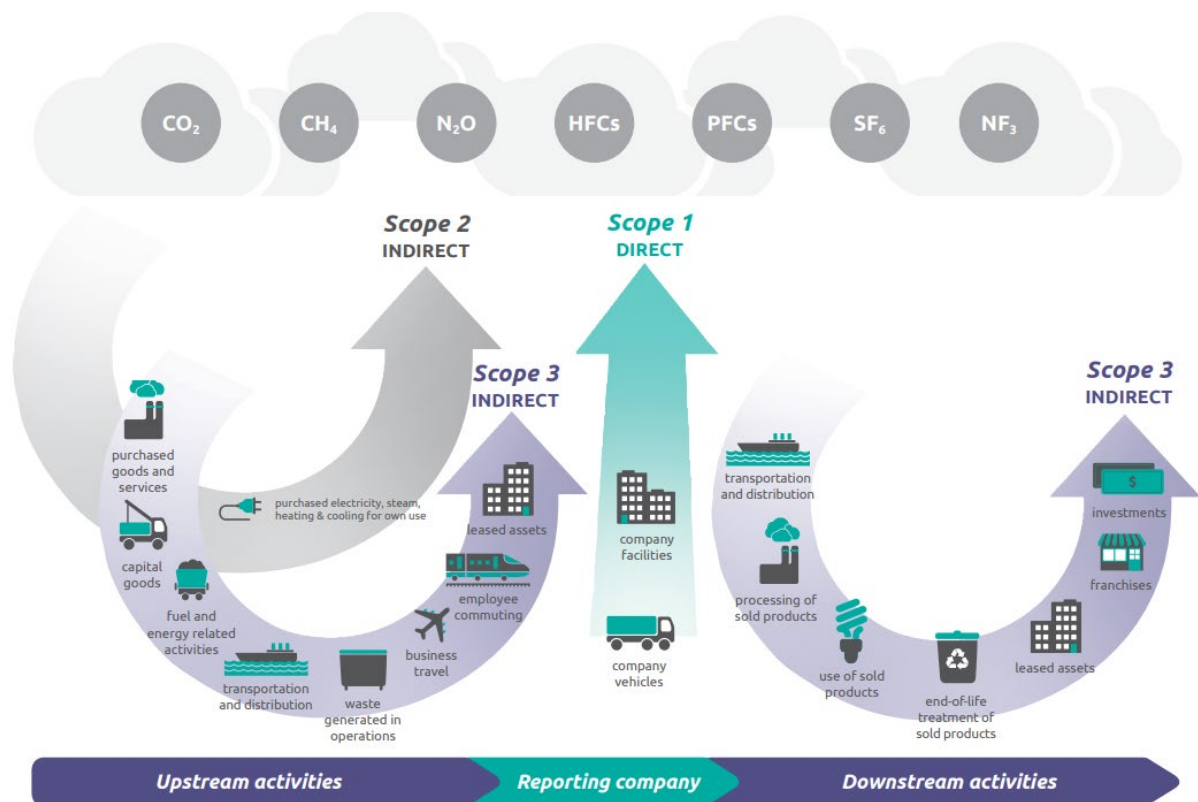 CO₂
CH₄
N₂O
HFCs
PFCs
SF₆
NF₃
Scope 2
INDIRECT
Scope 1
DIRECT
Scope 3
INDIRECT
Scope 3
INDIRECT
purchased
goods and
services
capital
goods
fuel and
energy related
activities
transportation
and distribution
waste
generated in
operations
business
travel
employee
commuting
leased assets
purchased electricity, steam,
heating & cooling for own use
company
facilities
company
vehicles
transportation
and distribution
processing of
sold products
use of sold
products
end-of-life
treatment of
sold products
leased assets
franchises
$
investments
Upstream activities
Reporting company
Downstream activities